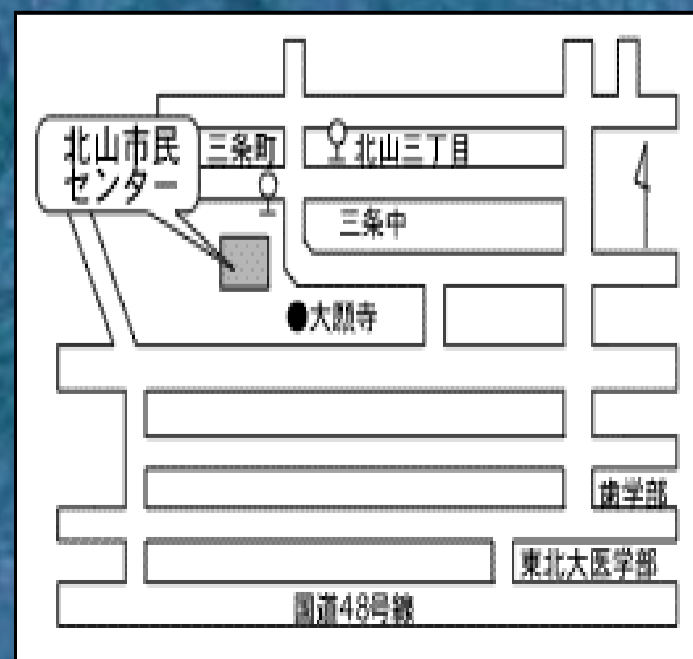 北山市民
センター
三条町
北山三丁目
三条中
大願寺
歯学部
東北大医学部
国道48号線